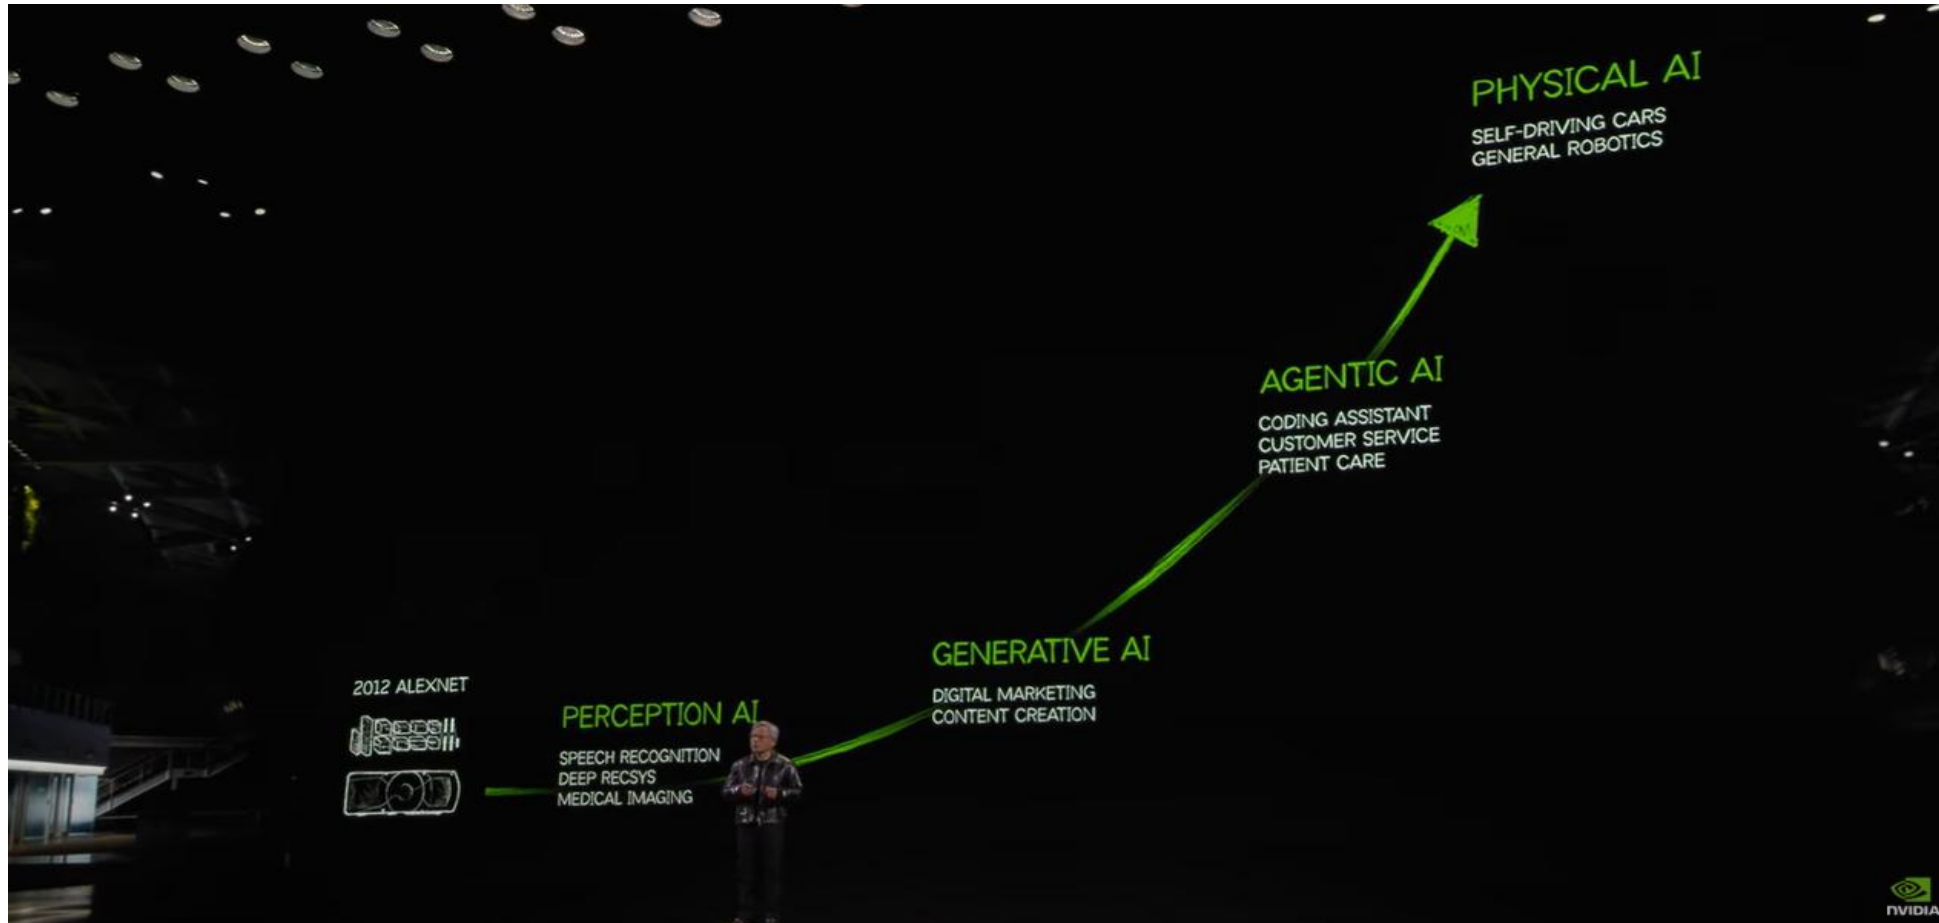 PHYSICAL AI
SELF-DRIVING CARS
GENERAL ROBOTICS
AGENTIC AI
CODING ASSISTANT
CUSTOMER SERVICE
PATIENT CARE
GENERATIVE AI
DIGITAL MARKETING
CONTENT CREATION
2012 ALEXNET
PERCEPTION AI
SPEECH RECOGNITION
DEEP RECSYS
MEDICAL IMAGING
NVIDIA